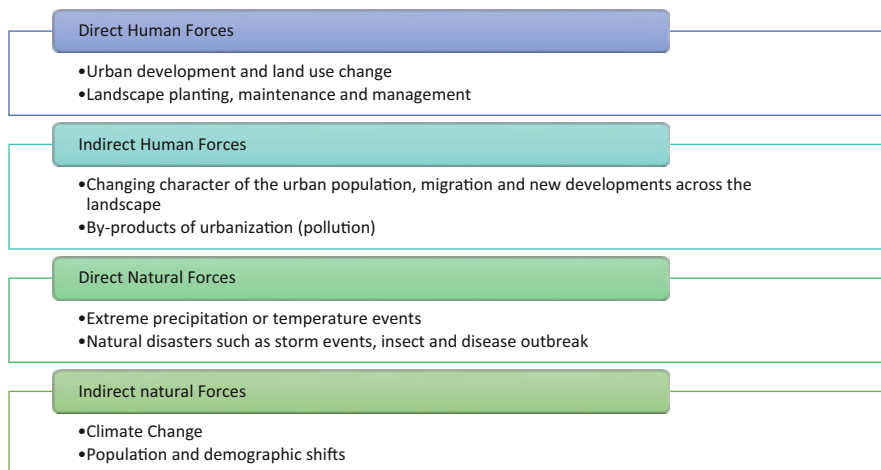 Direct Human Forces
•Urban development and land use change
•Landscape planting, maintenance and management
Indirect Human Forces
•Changing character of the urban population, migration and new developments across the
landscape
•By-products of urbanization (pollution)
Direct Natural Forces
•Extreme precipitation or temperature events
•Natural disasters such as storm events, insect and disease outbreak
Indirect natural Forces
•Climate Change
•Population and demographic shifts